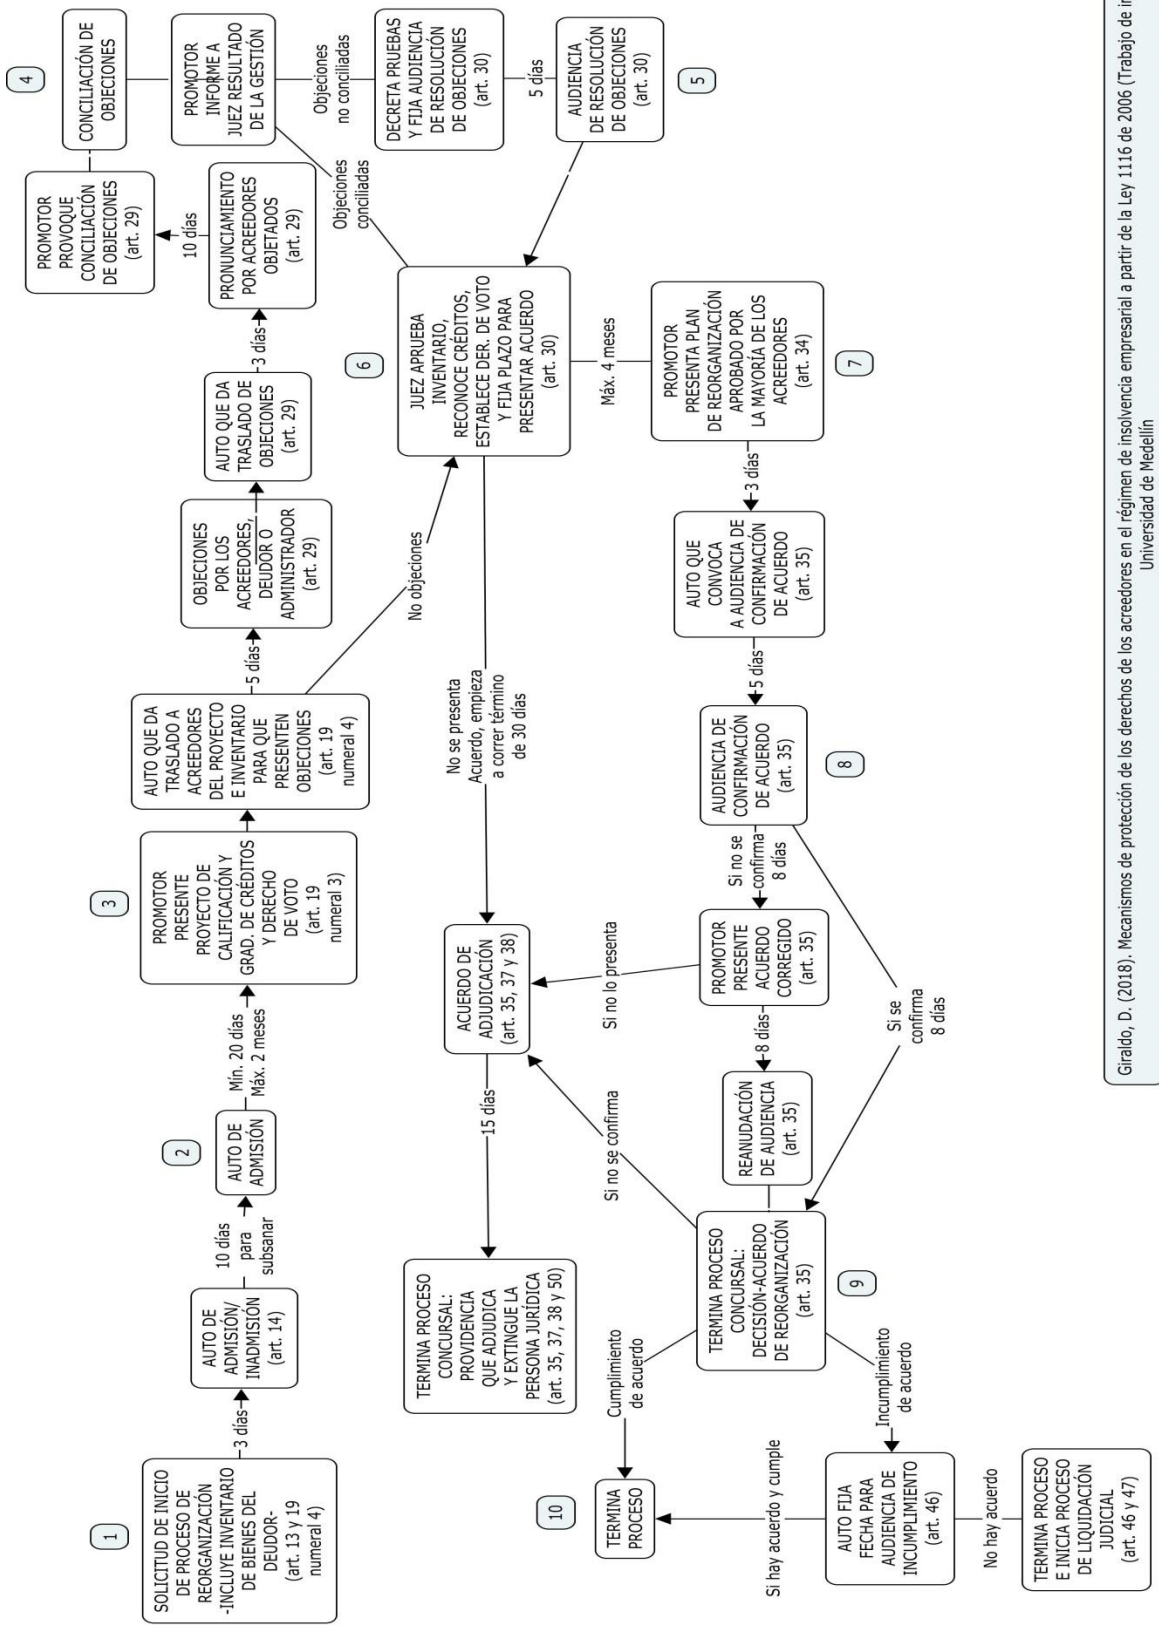 1
SOLICITUD DE INICIO
DE PROCESO DE
REORGANIZACIÓN
-INCLUYE INVENTARIO
DE BIENES DEL
DEUDOR-
(art. 13 y 19
numeral 4)
3 días
AUTO DE
ADMISIÓN/
INADMISIÓN
(art. 14)
10 días
para
subsanar
2
AUTO DE
ADMISIÓN
Mín. 20 días
Máx. 2 meses
3
PROMOTOR
PRESENTE
PROYECTO DE
CALIFICACIÓN Y
GRAD. DE CRÉDITOS
Y DERECHO
DE VOTO
(art. 19
numeral 3)
AUTO QUE DA
TRASLADO A
ACREEDORES
DEL PROYECTO
E INVENTARIO
PARA QUE
PRESENTEN
OBJECIONES
(art. 19
numeral 4)
5 días
No objeciones
OBJECIONES
POR LOS
ACREEDORES,
DEUDOR O
ADMINISTRADOR
(art. 29)
AUTO QUE DA
TRASLADO DE
OBJECIONES
(art. 29)
3 días
PRONUNCIAMIENTO
POR ACREEDORES
OBJETADOS
(art. 29)
10 días
PROMOTOR
PROVOQUE
CONCILIACIÓN
DE OBJECIONES
(art. 29)
4
CONCILIACIÓN DE
OBJECIONES
PROMOTOR
INFORME A
JUEZ RESULTADO
DE LA GESTIÓN
Objeciones
conciliadas
Objeciones
no conciliadas
DECRETA PRUEBAS
Y FIJA AUDIENCIA
DE RESOLUCIÓN
DE OBJECIONES
(art. 30)
5 días
AUDIENCIA
DE RESOLUCIÓN
DE OBJECIONES
(art. 30)
5
6
JUEZ APRUEBA
INVENTARIO,
RECONOCE CRÉDITOS,
ESTABLECE DER. DE VOTO
Y FIJA PLAZO PARA
PRESENTAR ACUERDO
(art. 30)
No se presenta
Acuerdo, empieza
a correr término
de 30 días
Máx. 4 meses
PROMOTOR
PRESENTA PLAN
DE REORGANIZACIÓN
APROBADO POR
LA MAYORÍA DE LOS
ACREEDORES
(art. 34)
7
3 días
AUTO QUE
CONVOCA
A AUDIENCIA DE
CONFIRMACIÓN
DE ACUERDO
(art. 35)
5 días
AUDIENCIA DE
CONFIRMACIÓN
DE ACUERDO
(art. 35)
8
Si no se
confirma
8 días
Si se
confirma
8 días
PROMOTOR
PRESENTE
ACUERDO
CORREGIDO
(art. 35)
Si no lo presenta
8 días
REANUDACIÓN
DE AUDIENCIA
(art. 35)
ACUERDO DE
ADJUDICACIÓN
(art. 35, 37 y 38)
15 días
TERMINA PROCESO
CONCURSAL:
PROVIDENCIA
QUE ADJUDICA
Y EXTINGUE LA
PERSONA JURÍDICA
(art. 35, 37, 38 y 50)
Si no se confirma
TERMINA PROCESO
CONCURSAL:
DECISIÓN-ACUERDO
DE REORGANIZACIÓN
(art. 35)
9
Cumplimiento
de acuerdo
Incumplimiento
de acuerdo
10
TERMINA
PROCESO
Si hay acuerdo y cumple
AUTO FIJA
FECHA PARA
AUDIENCIA DE
INCUMPLIMIENTO
(art. 46)
No hay acuerdo
TERMINA PROCESO
E INICIA PROCESO
DE LIQUIDACIÓN
JUDICIAL
(art. 46 y 47)
Giraldo, D. (2018). Mecanismos de protección de los derechos de los acreedores en el régimen de insolvencia empresarial a partir de la Ley 1116 de 2006 (Trabajo de
Universidad de Medellín